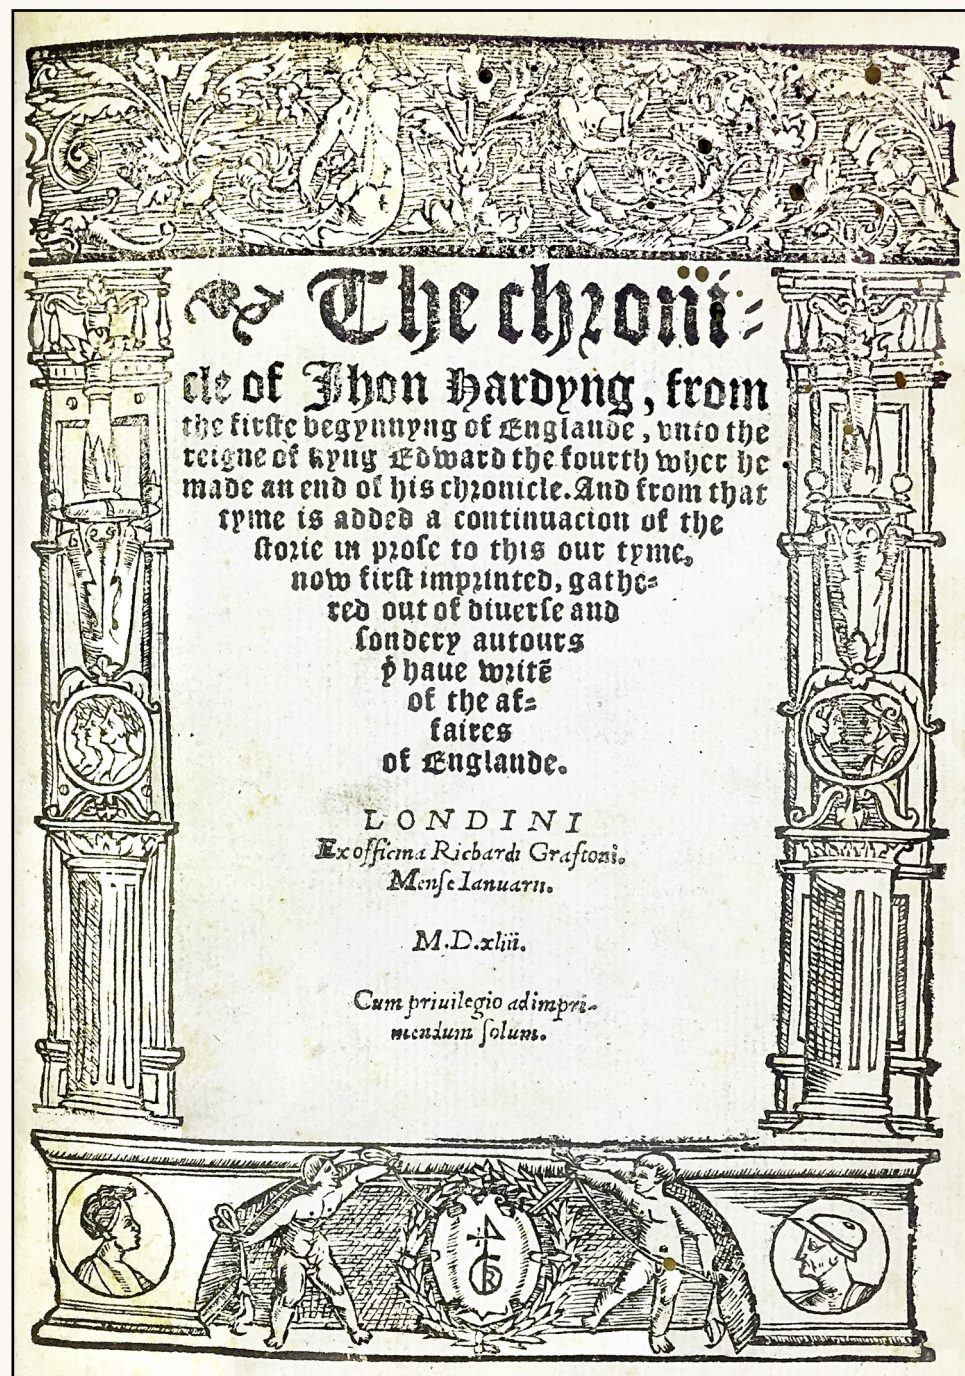 The chroni-
cle of Jhon Hardyng, from
the firste begynnyng of Englande, vnto the
reigne of kyng Edward the fourth wher he
made an end of his chronicle. And from that
tyme is added a continuacion of the
storie in prose to this our tyme,
now first imprinted, gathe-
red out of diuerse and
sondery autours
yͭ haue writē
of the af-
faires
of Englande.
LONDINI
Ex officina Richardi Graftoni.
Mense Ianuarii.
M.D.xliii.
Cum priuilegio ad impri-
mendum solum.